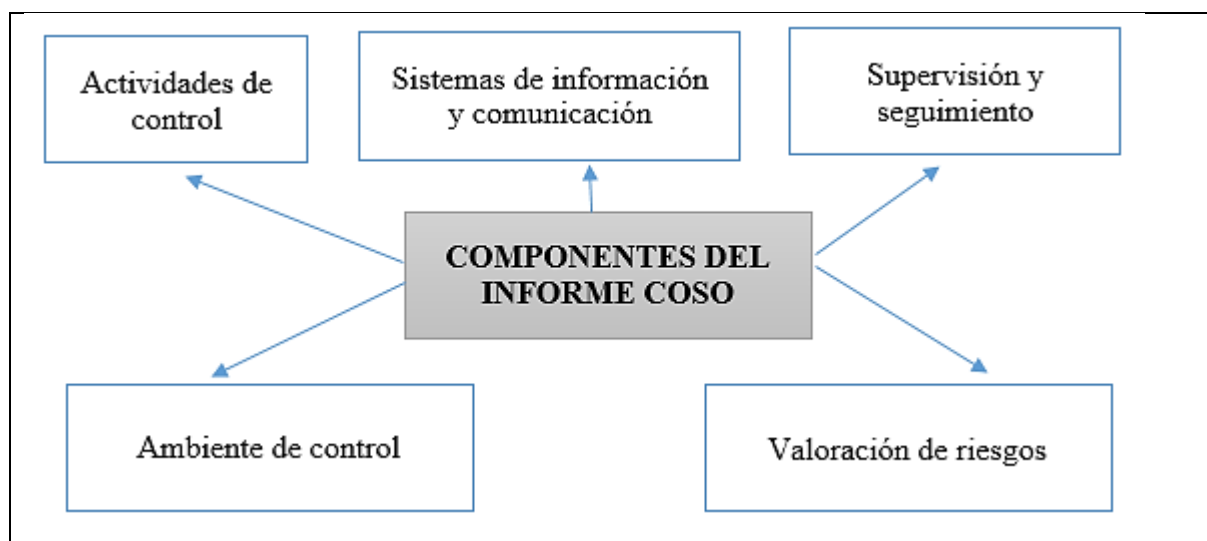 Actividades de
control
Sistemas de información
y comunicación
Supervisión y
seguimiento
COMPONENTES DEL
INFORME COSO
Ambiente de control
Valoración de riesgos